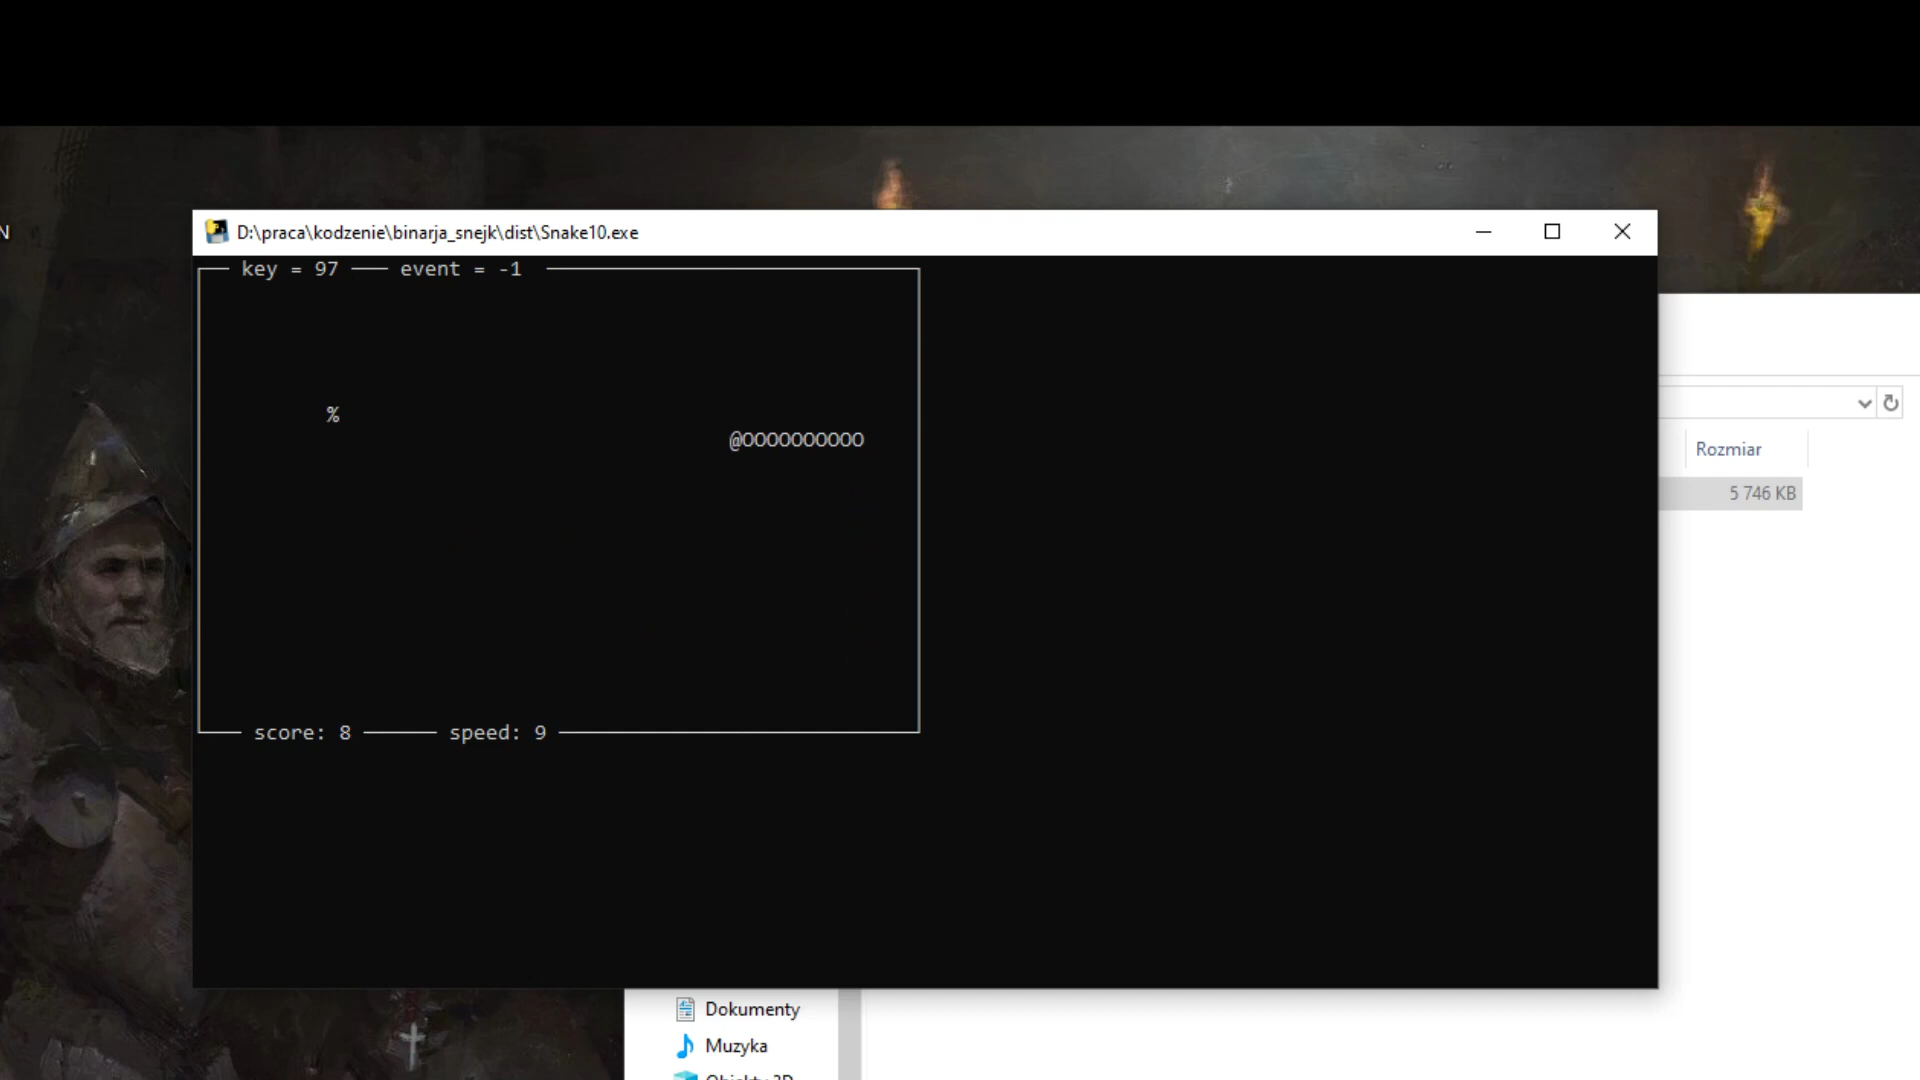 N
D:\praca\kodzenie\binarja_snejk\dist\Snake10.exe
key = 97 event = -1
%
@OOOOOOOOOO
score: 8 speed: 9
Rozmiar
5 746 KB
Dokumenty
Muzyka